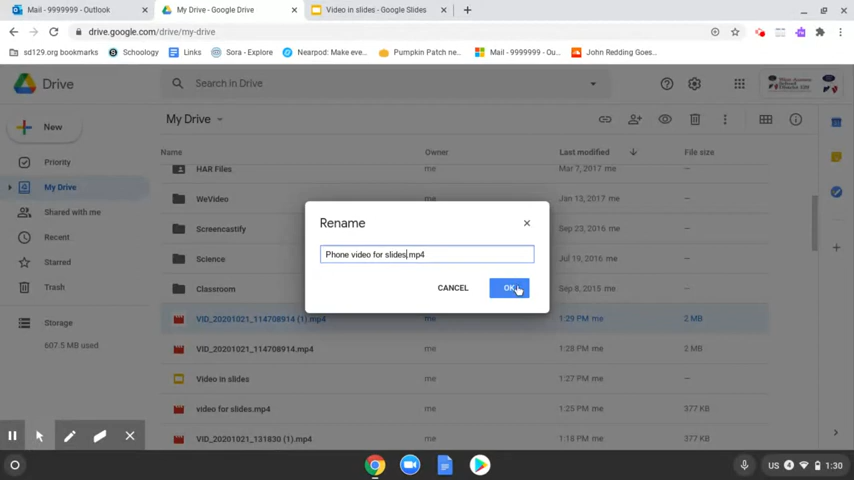 Mail - 9999999 - Outlook
My Drive - Google Drive
Video in slides - Google Slides
drive.google.com/drive/my-drive
sd129.org bookmarks
Schoology
Links
Sora - Explore
Nearpod: Make eve...
Pumpkin Patch ne...
Mail - 9999999 - Ou...
John Redding Goes...
Drive
Search in Drive
New
My Drive
Priority
My Drive
Shared with me
Recent
Starred
Trash
Storage
607.5 MB used
Name Owner Last modified File size
HAR Files me Mar 7, 2017 me –
WeVideo me Jan 13, 2017 me –
Screencastify Sep 23, 2016 me –
Science Jul 19, 2016 me –
Classroom Sep 8, 2015 me –
VID_20201021_114708914 (1).mp4 me 1:29 PM me 2 MB
VID_20201021_114708914.mp4 me 1:28 PM me 2 MB
Video in slides me 1:27 PM me –
video for slides.mp4 me 1:25 PM me 377 KB
VID_20201021_131830 (1).mp4 me 1:18 PM me 377 KB
Rename
Phone video for slides.mp4
CANCEL
OK
US 4 1:30